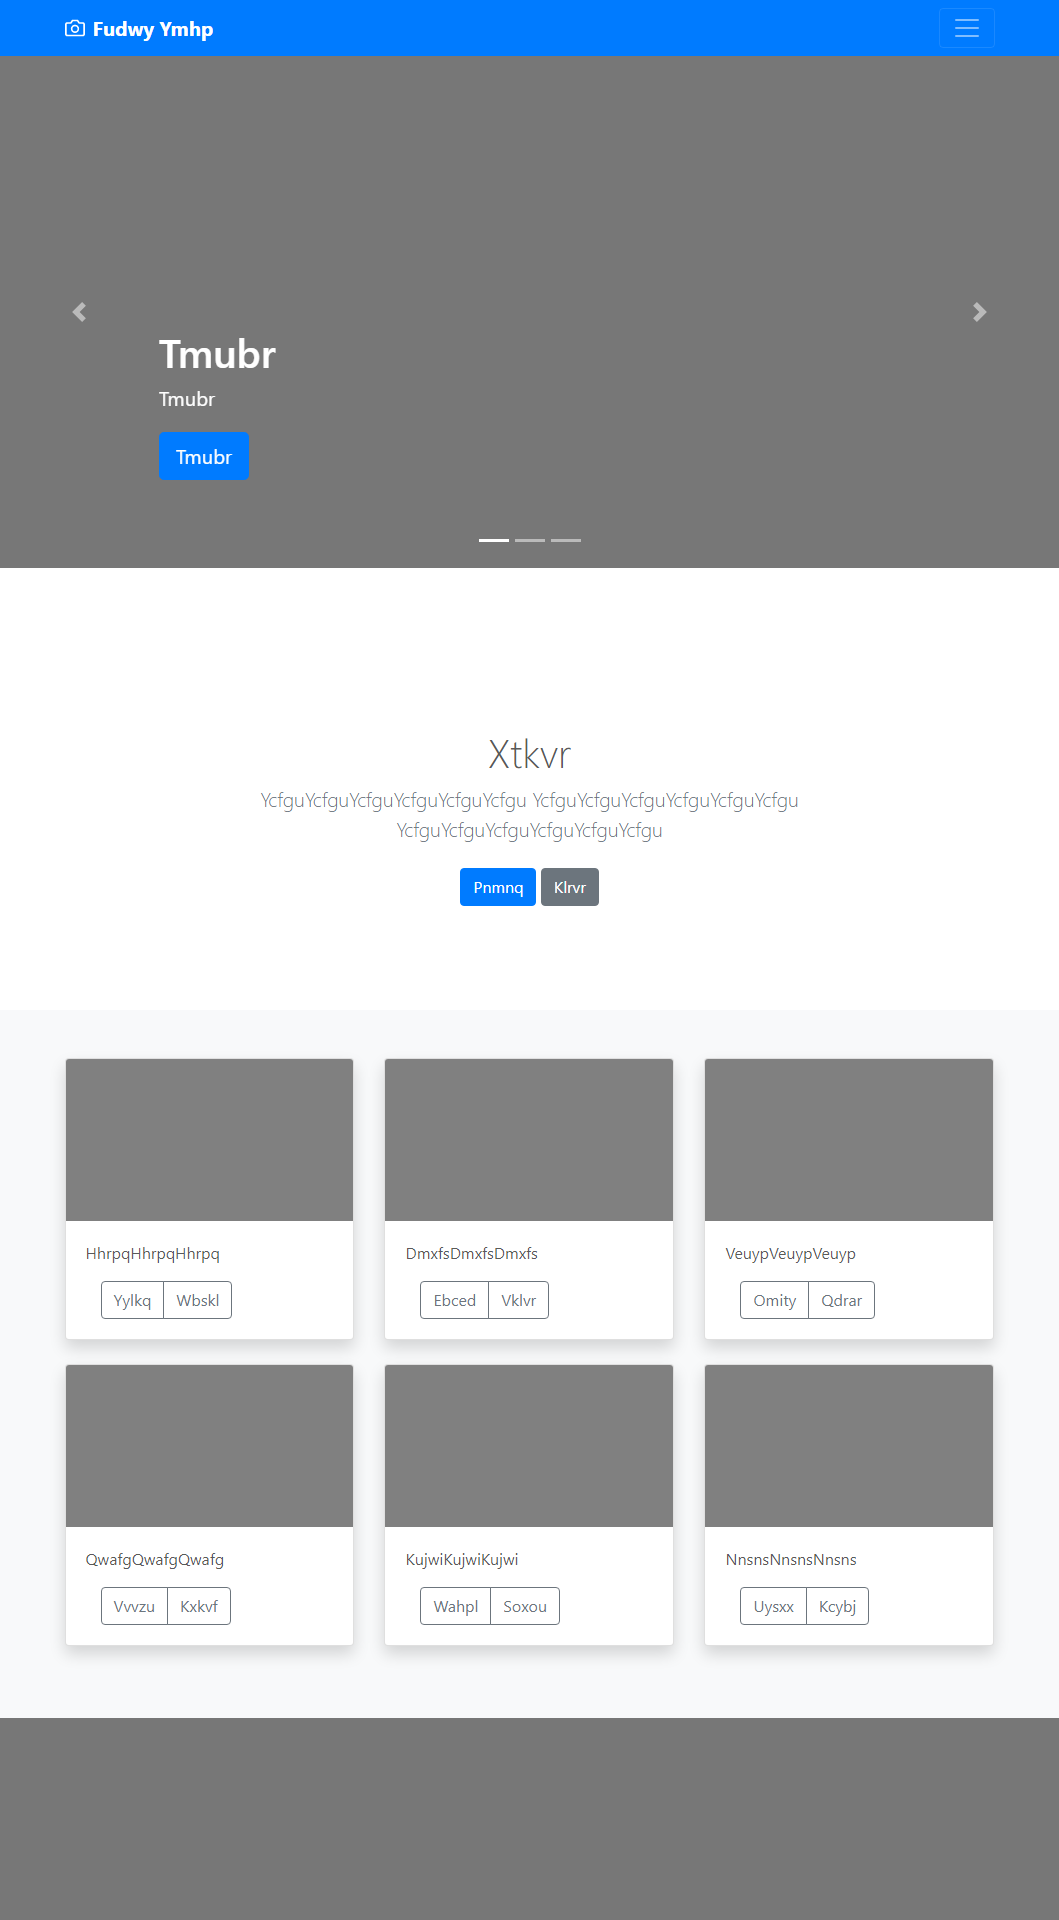 Fudwy Ymhp
Tmubr
Tmubr
Tmubr
Xtkvr
YcfguYcfguYcfguYcfguYcfguYcfgu YcfguYcfguYcfguYcfguYcfguYcfgu
YcfguYcfguYcfguYcfguYcfguYcfgu
Pnmnq Klrvr
HhrpqHhrpqHhrpq
Yylkq Wbskl
DmxfsDmxfsDmxfs
Ebced Vklvr
VeuypVeuypVeuyp
Omity Qdrar
QwafgQwafgQwafg
Vvvzu Kxkvf
KujwiKujwiKujwi
Wahpl Soxou
NnsnsNnsnsNnsns
Uysxx Kcybj